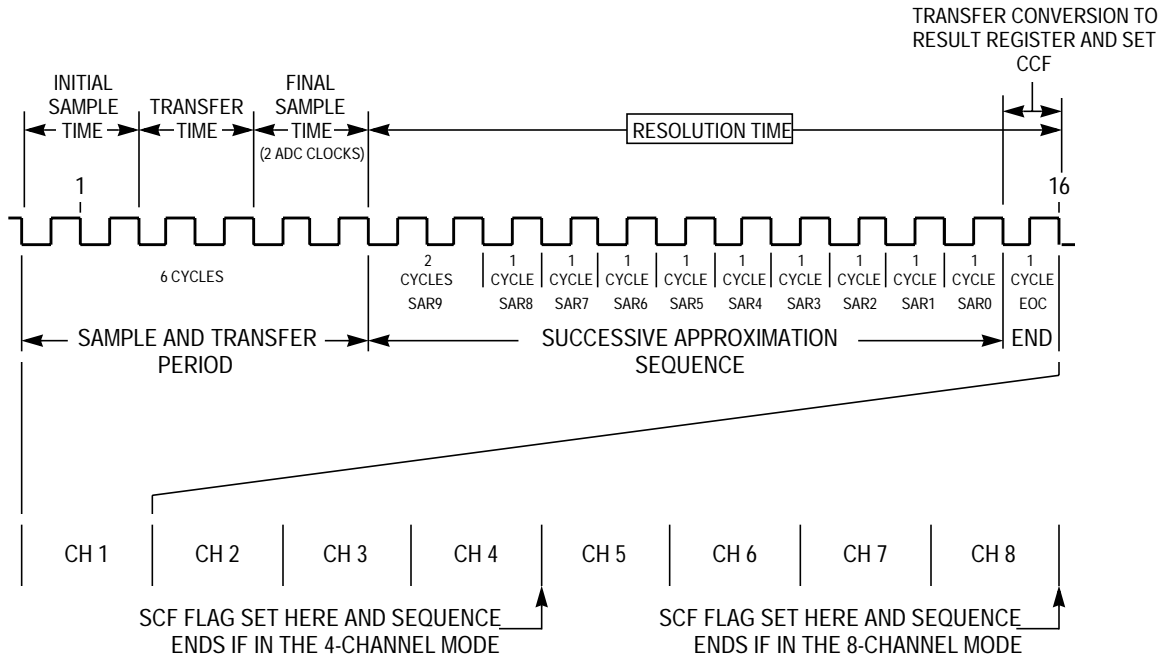 TRANSFER CONVERSION TO
RESULT REGISTER AND SET
CCF
INITIAL
SAMPLE
TIME
TRANSFER
TIME
FINAL
SAMPLE
TIME
(2 ADC CLOCKS)
RESOLUTION TIME
1
16
6 CYCLES
2
CYCLES
SAR9
1
CYCLE
SAR8
1
CYCLE
SAR7
1
CYCLE
SAR6
1
CYCLE
SAR5
1
CYCLE
SAR4
1
CYCLE
SAR3
1
CYCLE
SAR2
1
CYCLE
SAR1
1
CYCLE
SAR0
1
CYCLE
EOC
SAMPLE AND TRANSFER
PERIOD
SUCCESSIVE APPROXIMATION
SEQUENCE
END
CH 1
CH 2
CH 3
CH 4
CH 5
CH 6
CH 7
CH 8
SCF FLAG SET HERE AND SEQUENCE
ENDS IF IN THE 4-CHANNEL MODE
SCF FLAG SET HERE AND SEQUENCE
ENDS IF IN THE 8-CHANNEL MODE